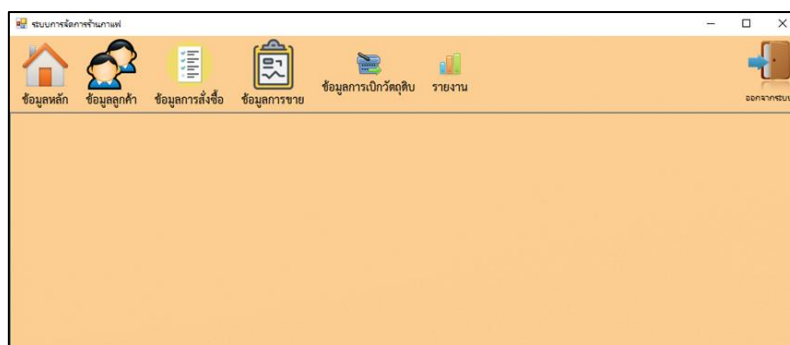 ระบบการจัดการร้านกาแฟ
ข้อมูลหลัก ข้อมูลลูกค้า ข้อมูลการสั่งซื้อ ข้อมูลการขาย ข้อมูลการเบิกวัตถุดิบ รายงาน ออกจากระบบ